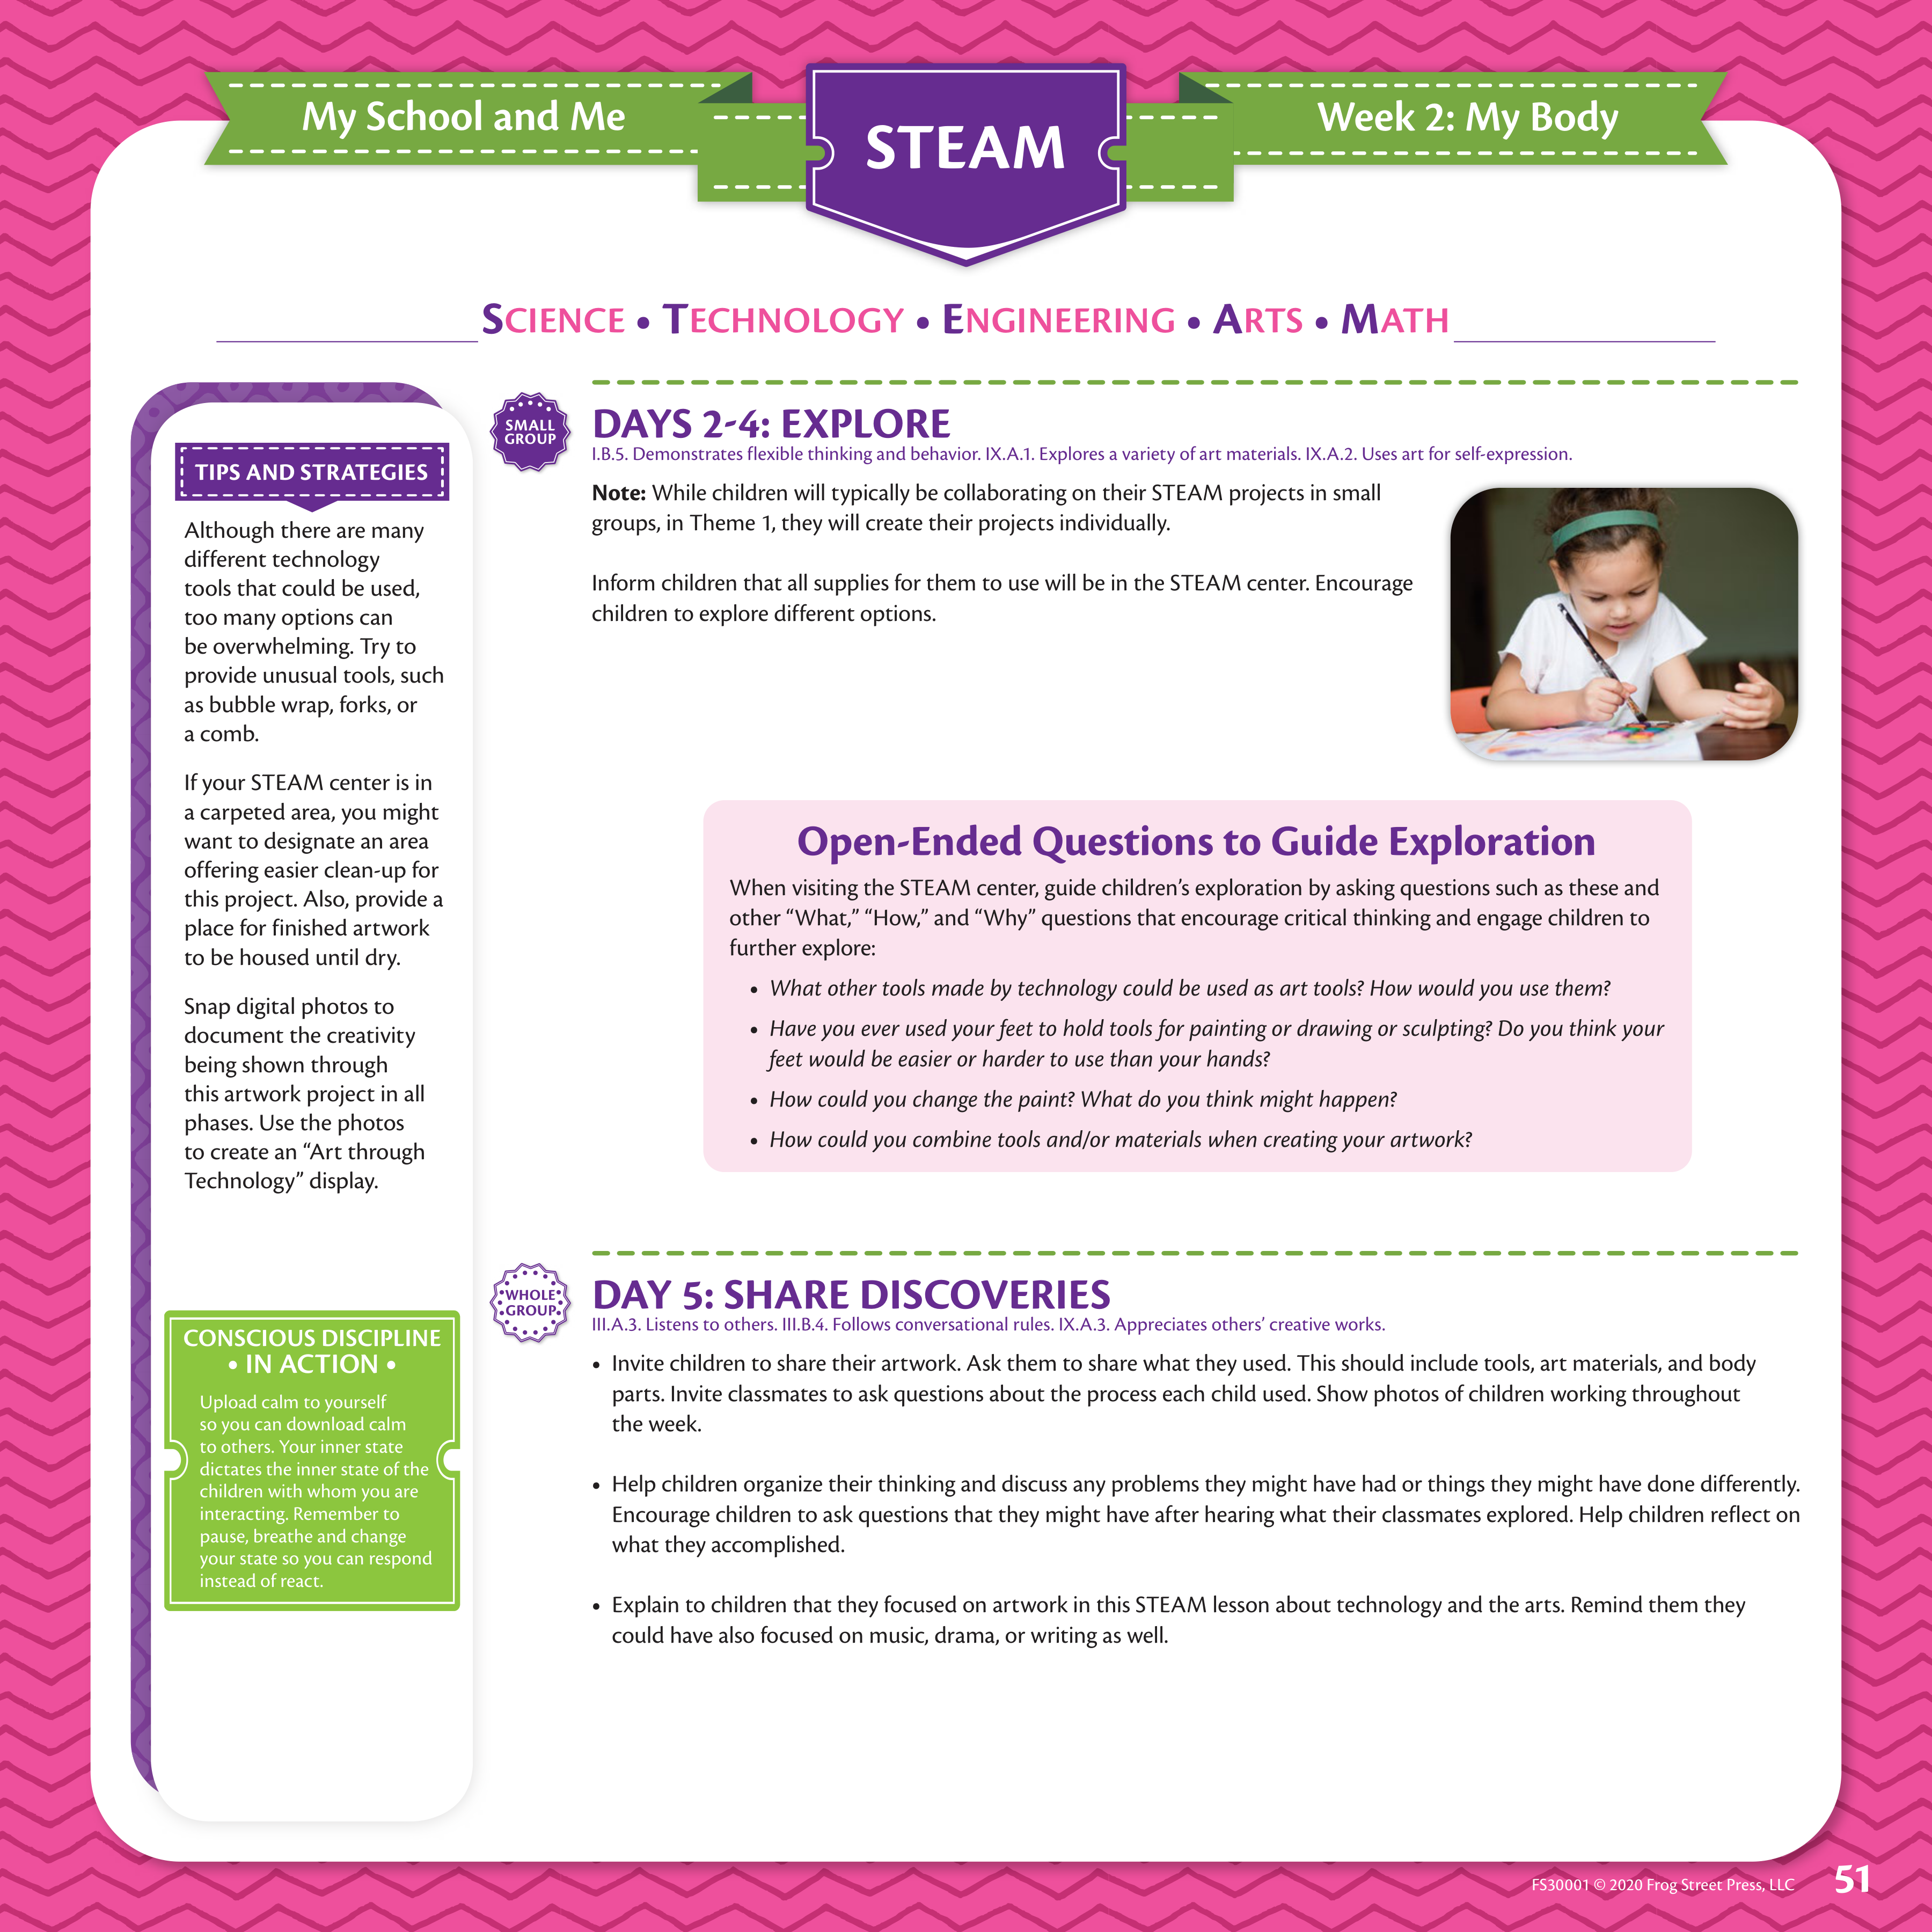 My School and Me
STEAM
Week 2: My Body
SCIENCE • TECHNOLOGY • ENGINEERING • ARTS • MATH
TIPS AND STRATEGIES
Although there are many
different technology
tools that could be used,
too many options can
be overwhelming. Try to
provide unusual tools, such
as bubble wrap, forks, or
a comb.
If your STEAM center is in
a carpeted area, you might
want to designate an area
offering easier clean-up for
this project. Also, provide a
place for finished artwork
to be housed until dry.
Snap digital photos to
document the creativity
being shown through
this artwork project in all
phases. Use the photos
to create an “Art through
Technology” display.
CONSCIOUS DISCIPLINE
• IN ACTION •
Upload calm to yourself
so you can download calm
to others. Your inner state
dictates the inner state of the
children with whom you are
interacting. Remember to
pause, breathe and change
your state so you can respond
instead of react.
SMALL
GROUP
DAYS 2-4: EXPLORE
I.B.5. Demonstrates flexible thinking and behavior. IX.A.1. Explores a variety of art materials. IX.A.2. Uses art for self-expression.
Note: While children will typically be collaborating on their STEAM projects in small
groups, in Theme 1, they will create their projects individually.
Inform children that all supplies for them to use will be in the STEAM center. Encourage
children to explore different options.
Open-Ended Questions to Guide Exploration
When visiting the STEAM center, guide children’s exploration by asking questions such as these and
other “What,” “How,” and “Why” questions that encourage critical thinking and engage children to
further explore:
• What other tools made by technology could be used as art tools? How would you use them?
• Have you ever used your feet to hold tools for painting or drawing or sculpting? Do you think your
feet would be easier or harder to use than your hands?
• How could you change the paint? What do you think might happen?
• How could you combine tools and/or materials when creating your artwork?
WHOLE
GROUP
DAY 5: SHARE DISCOVERIES
III.A.3. Listens to others. III.B.4. Follows conversational rules. IX.A.3. Appreciates others’ creative works.
• Invite children to share their artwork. Ask them to share what they used. This should include tools, art materials, and body
parts. Invite classmates to ask questions about the process each child used. Show photos of children working throughout
the week.
• Help children organize their thinking and discuss any problems they might have had or things they might have done differently.
Encourage children to ask questions that they might have after hearing what their classmates explored. Help children reflect on
what they accomplished.
• Explain to children that they focused on artwork in this STEAM lesson about technology and the arts. Remind them they
could have also focused on music, drama, or writing as well.
FS30001 © 2020 Frog Street Press, LLC
51